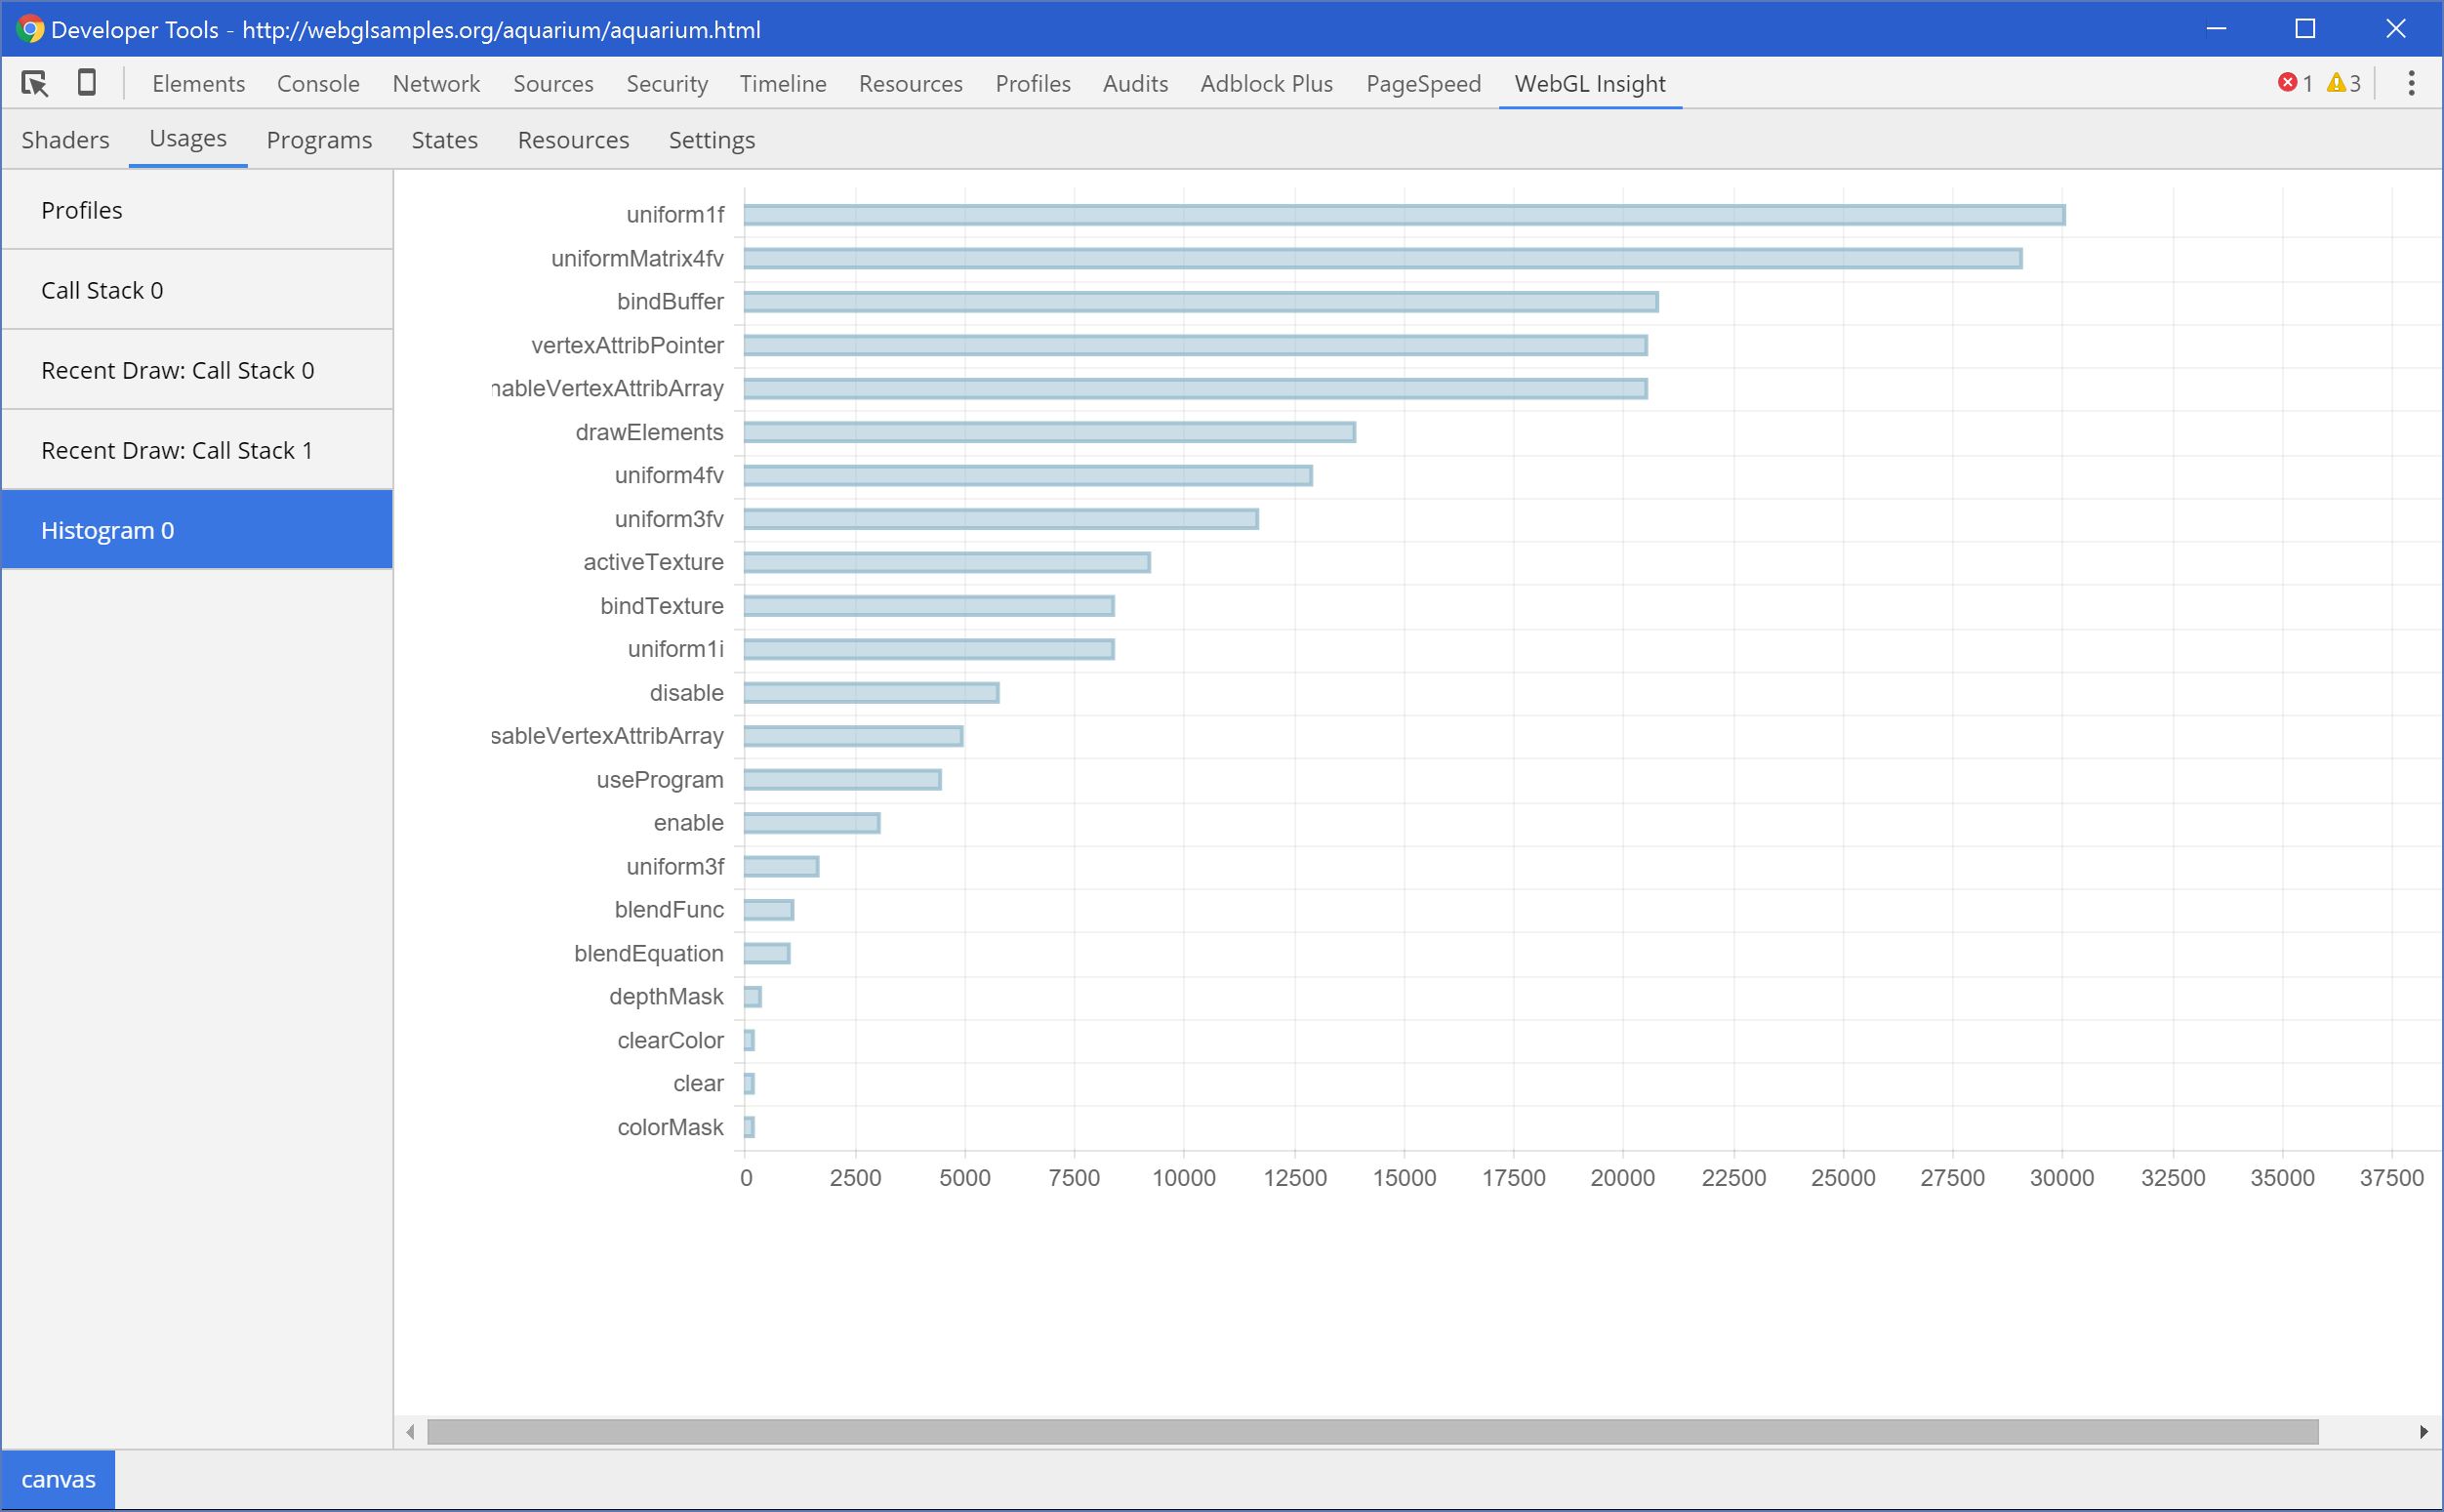 Developer Tools - http://webglsamples.org/aquarium/aquarium.html
Elements Console Network Sources Security Timeline Resources Profiles Audits Adblock Plus PageSpeed WebGL Insight 1 3
Shaders Usages Programs States Resources Settings
Profiles
Call Stack 0
Recent Draw: Call Stack 0
Recent Draw: Call Stack 1
Histogram 0
uniform1f
uniformMatrix4fv
bindBuffer
vertexAttribPointer
nableVertexAttribArray
drawElements
uniform4fv
uniform3fv
activeTexture
bindTexture
uniform1i
disable
sableVertexAttribArray
useProgram
enable
uniform3f
blendFunc
blendEquation
depthMask
clearColor
clear
colorMask
0 2500 5000 7500 10000 12500 15000 17500 20000 22500 25000 27500 30000 32500 35000 37500
canvas